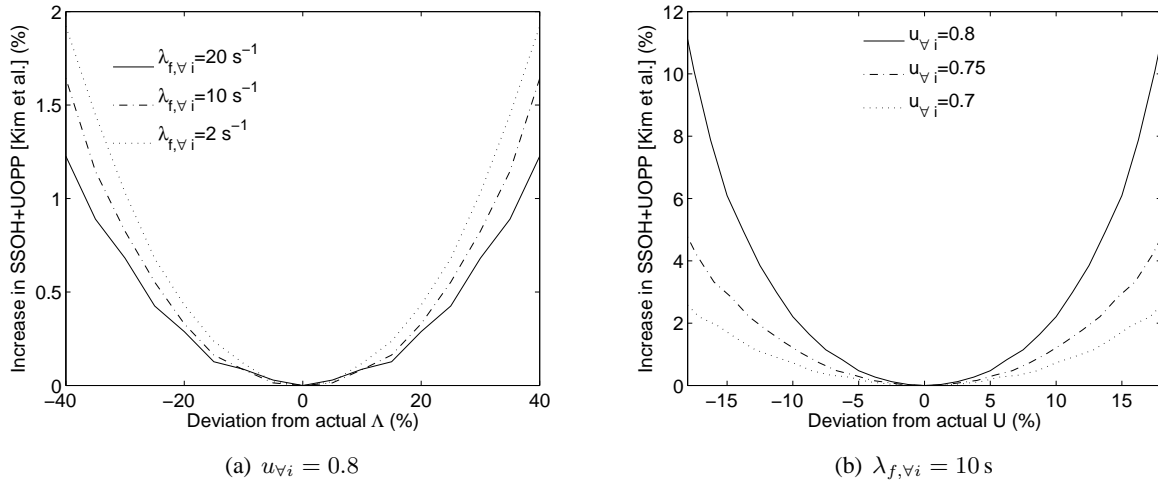 Increase in SSOH+UOPP [Kim et al.] (%)
2
1.5
1
0.5
0
λf,∀ i=20 s−1
λf,∀ i=10 s−1
λf,∀ i=2 s−1
−40 −20 0 20 40
Deviation from actual Λ (%)
(a) u∀i = 0.8
Increase in SSOH+UOPP [Kim et al.] (%)
12
10
8
6
4
2
0
u∀ i=0.8
u∀ i=0.75
u∀ i=0.7
−15 −10 −5 0 5 10 15
Deviation from actual U (%)
(b) λf,∀i = 10 s